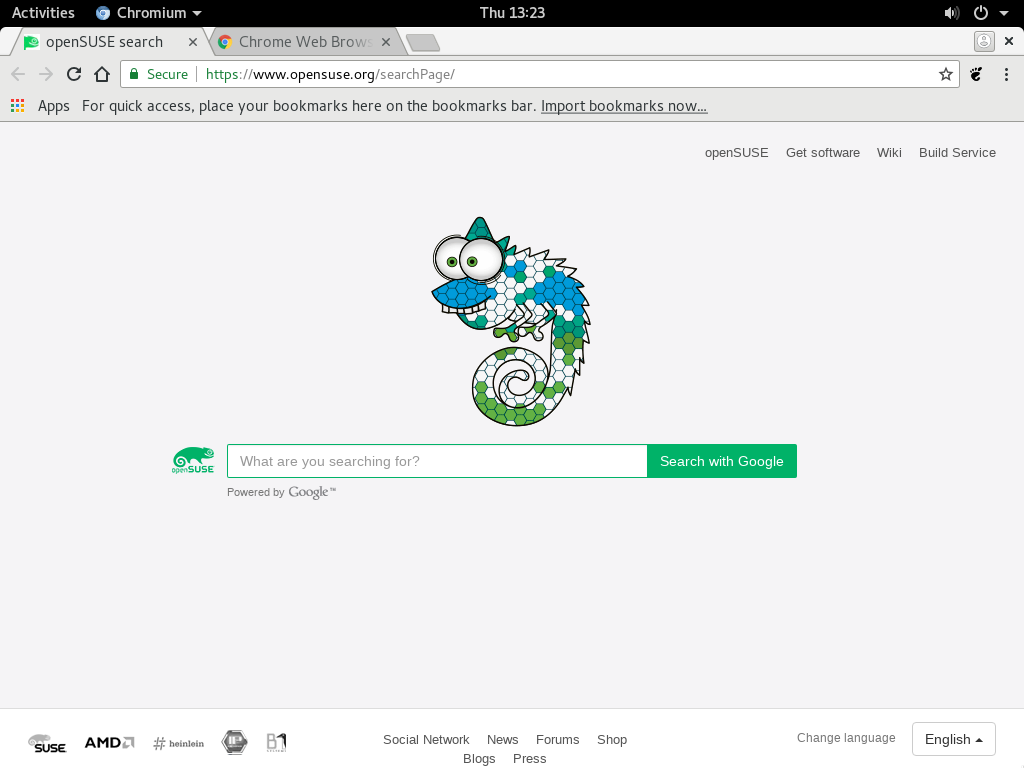 Activities Chromium Thu 13:23
openSUSE search Chrome Web Brows
Secure https://www.opensuse.org/searchPage/
Apps For quick access, place your bookmarks here on the bookmarks bar. Import bookmarks now...
openSUSE Get software Wiki Build Service
openSUSE What are you searching for? Search with Google
Powered by Google™
SUSE AMD # heinlein B1 Social Network News Forums Shop Change language English
Blogs Press